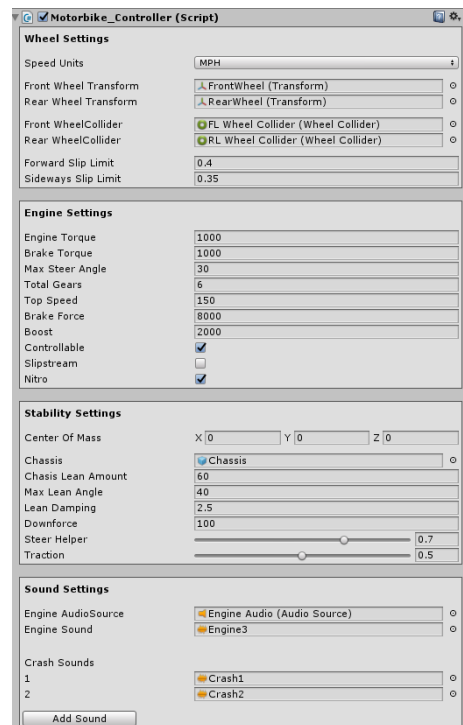 Motorbike_Controller (Script)
Wheel Settings
Speed Units MPH
Front Wheel Transform FrontWheel (Transform)
Rear Wheel Transform RearWheel (Transform)
Front WheelCollider FL Wheel Collider (Wheel Collider)
Rear WheelCollider RL Wheel Collider (Wheel Collider)
Forward Slip Limit 0.4
Sideways Slip Limit 0.35
Engine Settings
Engine Torque 1000
Brake Torque 1000
Max Steer Angle 30
Total Gears 6
Top Speed 150
Brake Force 8000
Boost 2000
Controllable
Slipstream
Nitro
Stability Settings
Center Of Mass X 0 Y 0 Z 0
Chassis Chassis
Chasis Lean Amount 60
Max Lean Angle 40
Lean Damping 2.5
Downforce 100
Steer Helper 0.7
Traction 0.5
Sound Settings
Engine AudioSource Engine Audio (Audio Source)
Engine Sound Engine3
Crash Sounds
1 Crash1
2 Crash2
Add Sound